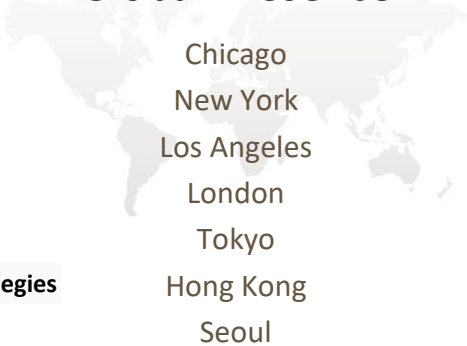 Chicago
New York
Los Angeles
London
Tokyo
egies
Hong Kong
Seoul